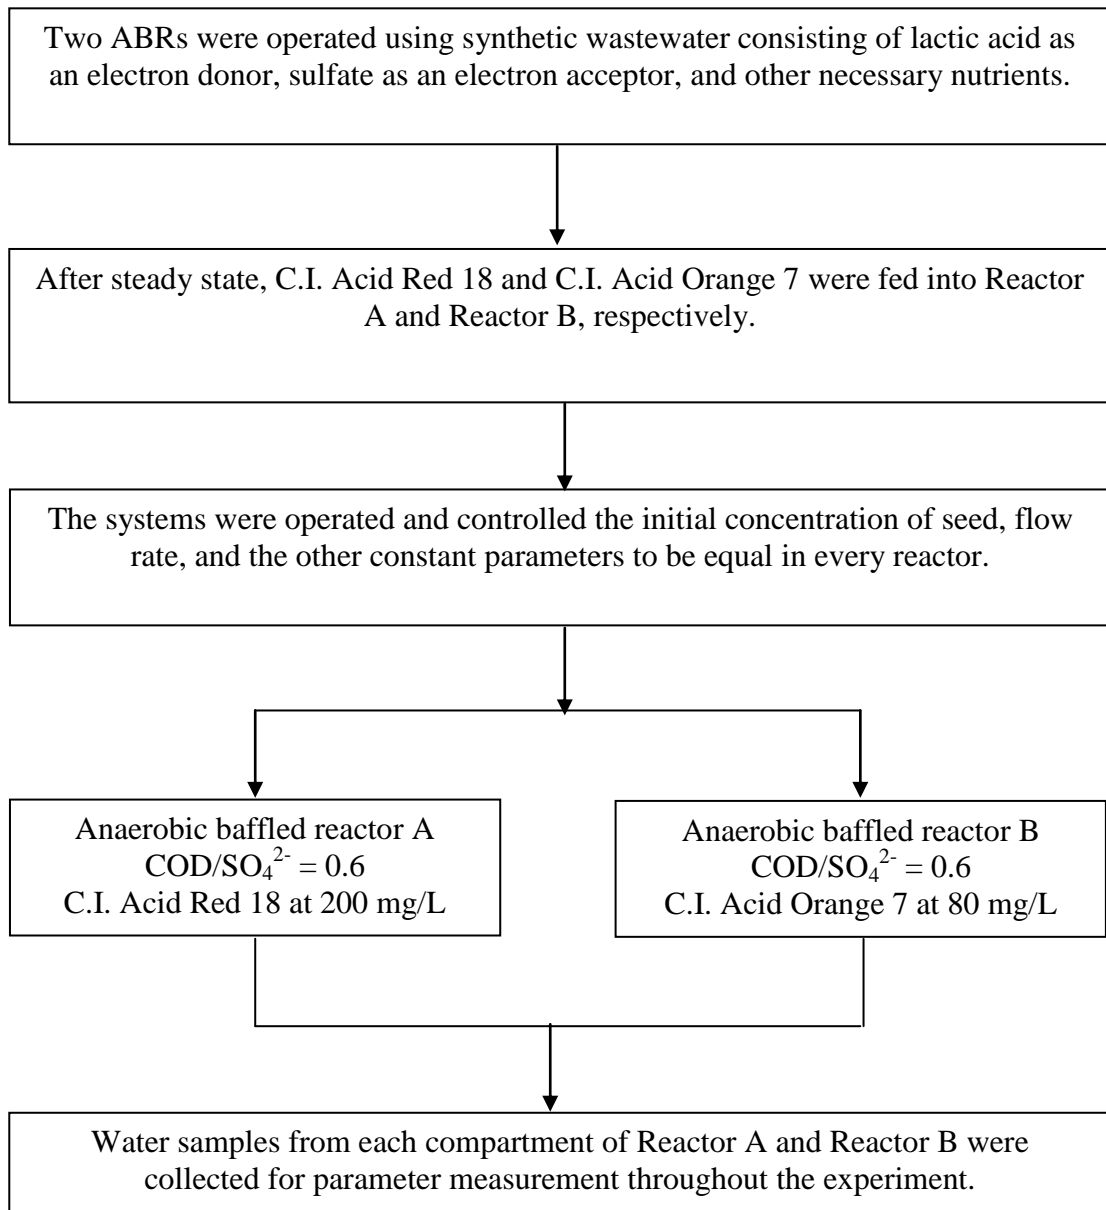 Two ABRs were operated using synthetic wastewater consisting of lactic acid as
an electron donor, sulfate as an electron acceptor, and other necessary nutrients.
After steady state, C.I. Acid Red 18 and C.I. Acid Orange 7 were fed into Reactor
A and Reactor B, respectively.
The systems were operated and controlled the initial concentration of seed, flow
rate, and the other constant parameters to be equal in every reactor.
Anaerobic baffled reactor A
COD/SO₄²⁻ = 0.6
C.I. Acid Red 18 at 200 mg/L
Anaerobic baffled reactor B
COD/SO₄²⁻ = 0.6
C.I. Acid Orange 7 at 80 mg/L
Water samples from each compartment of Reactor A and Reactor B were
collected for parameter measurement throughout the experiment.